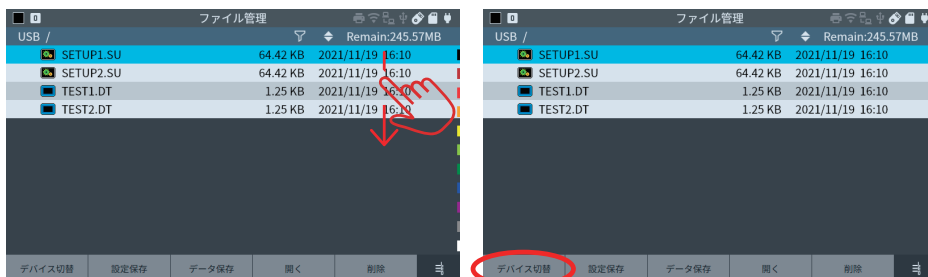 0 ファイル管理
USB / Remain:245.57MB
SETUP1.SU 64.42 KB 2021/11/19 16:10
SETUP2.SU 64.42 KB 2021/11/19 16:10
TEST1.DT 1.25 KB 2021/11/19 16:10
TEST2.DT 1.25 KB 2021/11/19 16:10
デバイス切替 設定保存 データ保存 開く 削除
0 ファイル管理
USB / Remain:245.57MB
SETUP1.SU 64.42 KB 2021/11/19 16:10
SETUP2.SU 64.42 KB 2021/11/19 16:10
TEST1.DT 1.25 KB 2021/11/19 16:10
TEST2.DT 1.25 KB 2021/11/19 16:10
デバイス切替 設定保存 データ保存 開く 削除